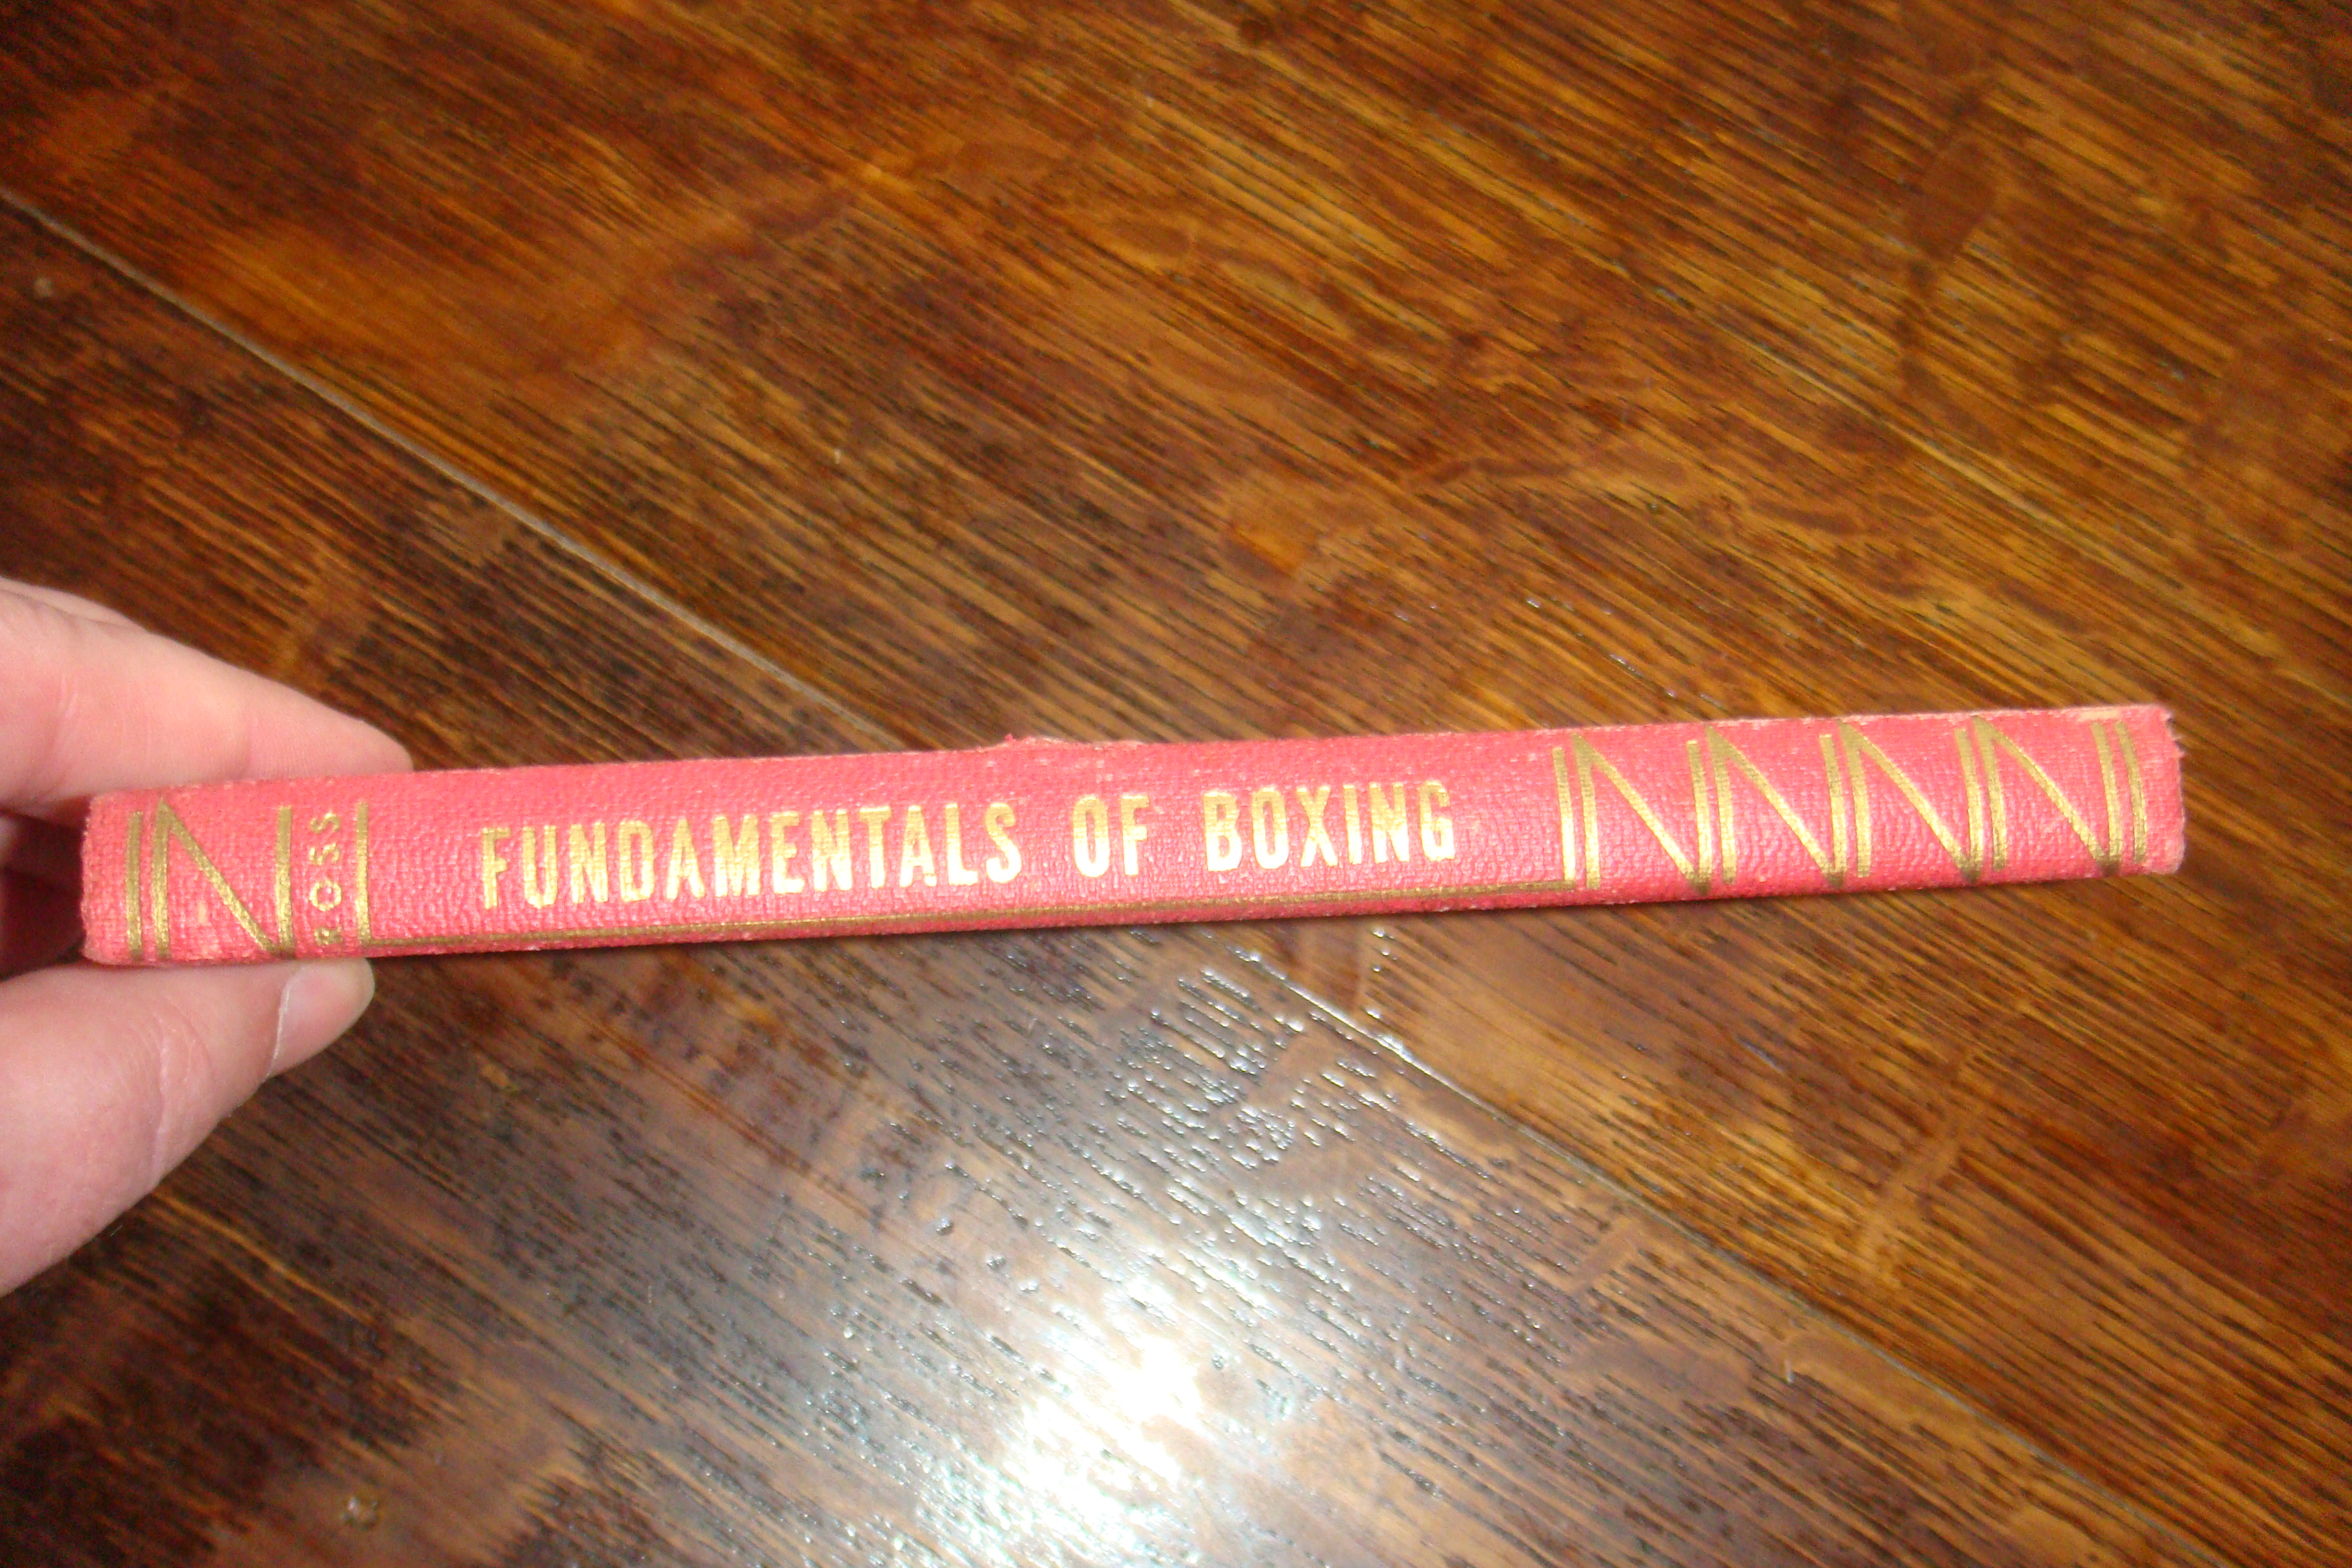 ROSS
FUNDAMENTALS OF BOXING